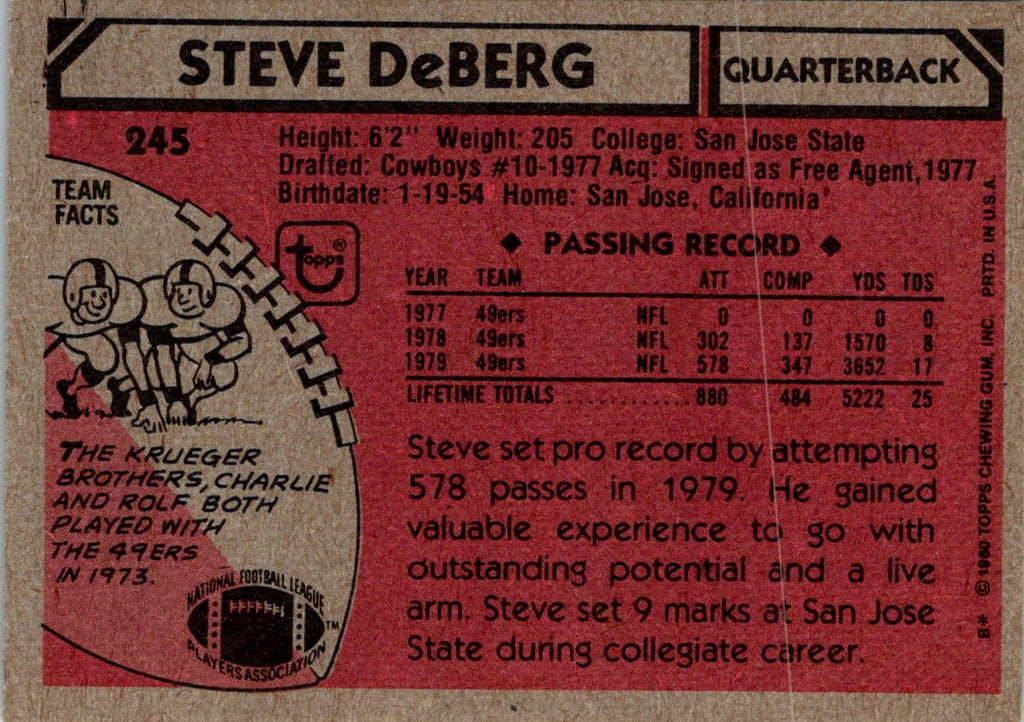 STEVE DeBERG
QUARTERBACK
245
Height: 6'2" Weight: 205 College: San Jose State
Drafted: Cowboys #10-1977 Acq: Signed as Free Agent, 1977
Birthdate: 1-19-54 Home: San Jose, California
TEAM
FACTS
topps®
◆ PASSING RECORD ◆
YEAR TEAM ATT COMP YDS TDS
1977 49ers NFL 0 0 0 0
1978 49ers NFL 302 137 1570 8
1979 49ers NFL 578 347 3652 17
LIFETIME TOTALS ............ 880 484 5222 25
THE KRUEGER
BROTHERS, CHARLIE
AND ROLF BOTH
PLAYED WITH
THE 49ERS
IN 1973.
NATIONAL FOOTBALL LEAGUE
PLAYERS ASSOCIATION
TM
Steve set pro record by attempting
578 passes in 1979. He gained
valuable experience to go with
outstanding potential and a live
arm. Steve set 9 marks at San Jose
State during collegiate career.
B* © 1980 TOPPS CHEWING GUM, INC. PRTD. IN U.S.A.